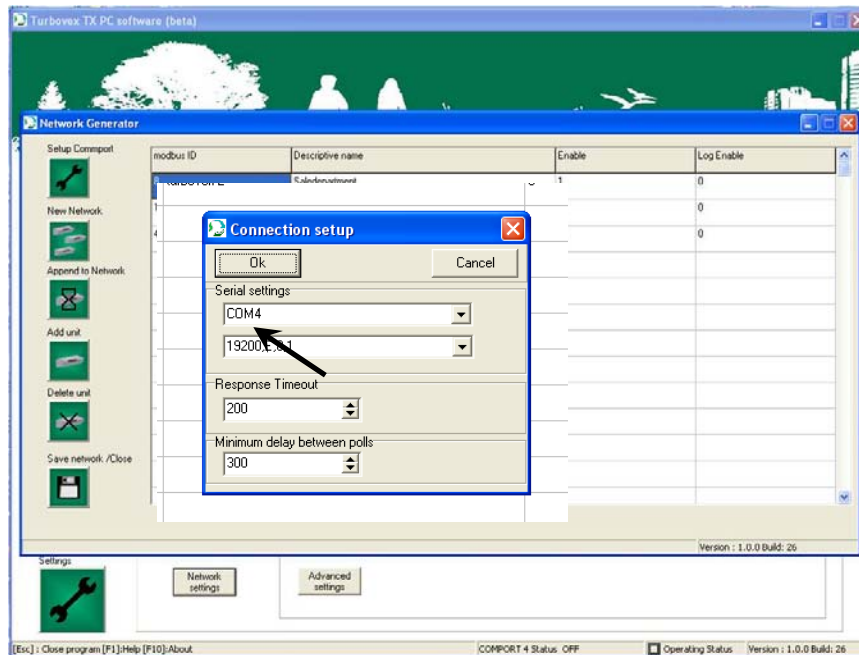 Turbovex TX PC software (beta)
Network Generator
Setup Commport
New Network
Append to Network
Add unit
Delete unit
Save network /Close
modbus ID Descriptive name Enable Log Enable
8 Salgdepartment 1 0
0
4 0
Connection setup
Ok Cancel
Serial settings
COM4
19200,E,8,1
Response Timeout
200
Minimum delay between polls
300
Version : 1.0.0 Build: 26
Settings
Network settings
Advanced settings
[Esc] : Close program [F1]:Help [F10]:About COMPORT 4 Status OFF Operating Status Version : 1.0.0 Build: 26